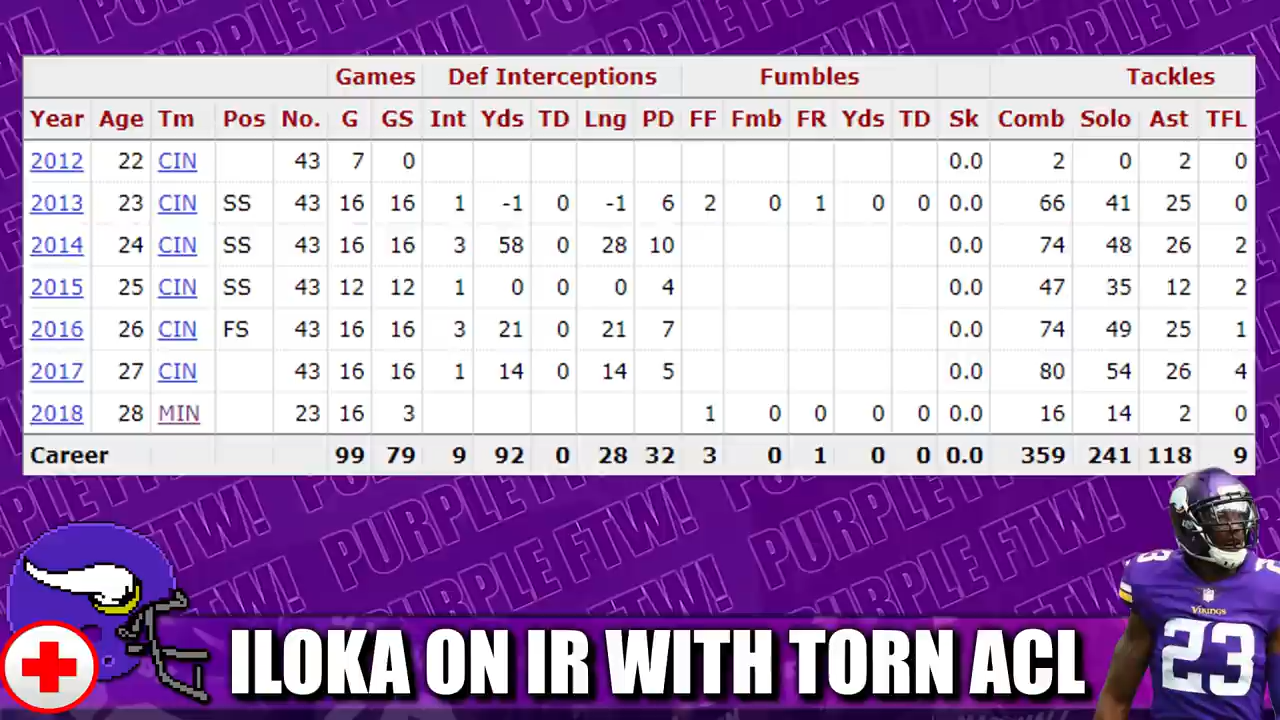 Games Def Interceptions Fumbles Tackles
Year Age Tm Pos No. G GS Int Yds TD Lng PD FF Fmb FR Yds TD Sk Comb Solo Ast TFL
2012 22 CIN 43 7 0 0.0 2 0 2 0
2013 23 CIN SS 43 16 16 1 -1 0 -1 6 2 0 1 0 0 0.0 66 41 25 0
2014 24 CIN SS 43 16 16 3 58 0 28 10 0.0 74 48 26 2
2015 25 CIN SS 43 12 12 1 0 0 0 4 0.0 47 35 12 2
2016 26 CIN FS 43 16 16 3 21 0 21 7 0.0 74 49 25 1
2017 27 CIN 43 16 16 1 14 0 14 5 0.0 80 54 26 4
2018 28 MIN 23 16 3 1 0 0 0 0 0.0 16 14 2 0
Career 99 79 9 92 0 28 32 3 0 1 0 0 0.0 359 241 118 9
PURPLE FTW!
ILOKA ON IR WITH TORN ACL
VIKINGS
23
23